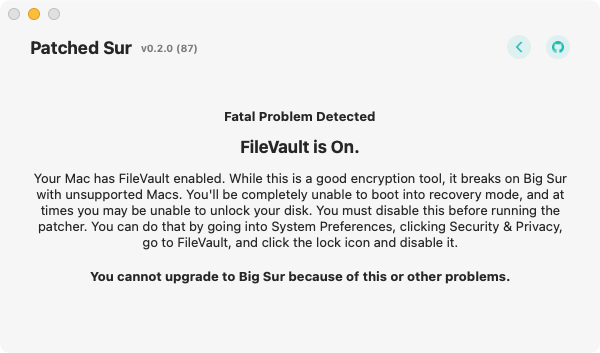 Patched Sur v0.2.0 (87)
Fatal Problem Detected
FileVault is On.
Your Mac has FileVault enabled. While this is a good encryption tool, it breaks on Big Sur
with unsupported Macs. You'll be completely unable to boot into recovery mode, and at
times you may be unable to unlock your disk. You must disable this before running the
patcher. You can do that by going into System Preferences, clicking Security & Privacy,
go to FileVault, and click the lock icon and disable it.
You cannot upgrade to Big Sur because of this or other problems.